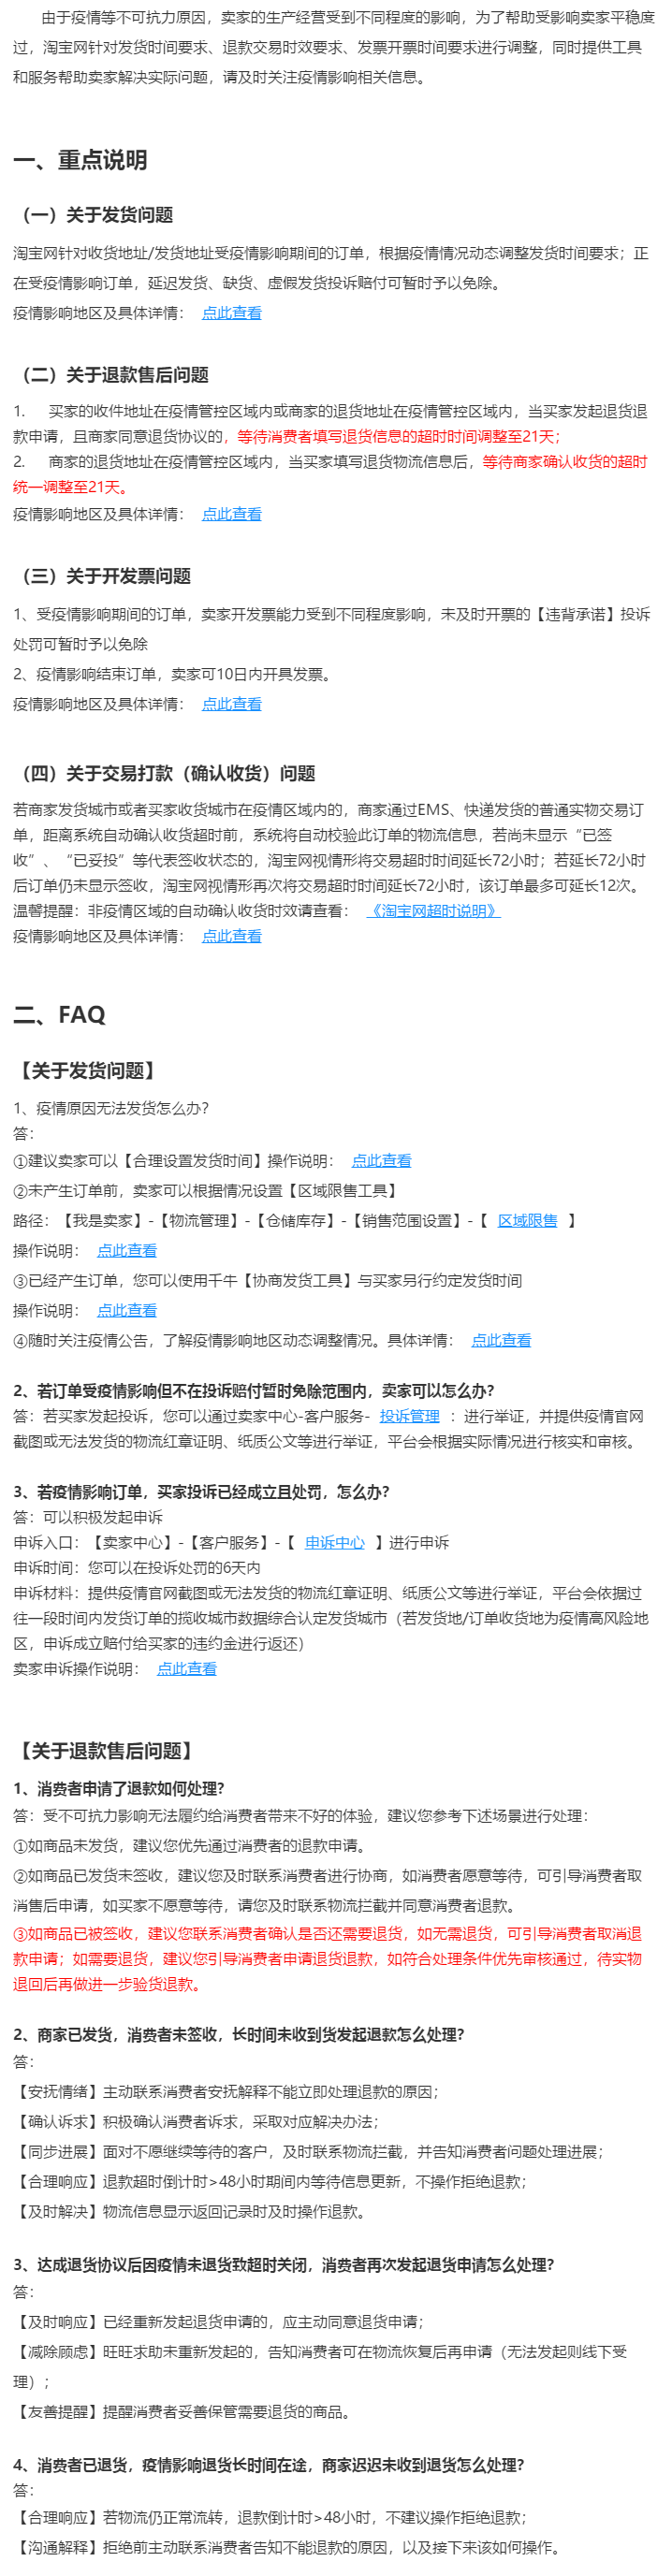 由于疫情等不可抗力原因，卖家的生产经营受到不同程度的影响，为了帮助受影响卖家平稳度
过，淘宝网针对发货时间要求、退款交易时效要求、发票开票时间要求进行调整，同时提供工具
和服务帮助卖家解决实际问题，请及时关注疫情影响相关信息。
一、重点说明
（一）关于发货问题
淘宝网针对收货地址/发货地址受疫情影响期间的订单，根据疫情情况动态调整发货时间要求；正
在受疫情影响订单，延迟发货、缺货、虚假发货投诉赔付可暂时予以免除。
疫情影响地区及具体详情： 点此查看
（二）关于退款售后问题
1. 买家的收件地址在疫情管控区域内或商家的退货地址在疫情管控区域内，当买家发起退货退
款申请，且商家同意退货协议的，等待消费者填写退货信息的超时时间调整至21天；
2. 商家的退货地址在疫情管控区域内，当买家填写退货物流信息后，等待商家确认收货的超时
统一调整至21天。
疫情影响地区及具体详情： 点此查看
（三）关于开发票问题
1、受疫情影响期间的订单，卖家开发票能力受到不同程度影响，未及时开票的【违背承诺】投诉
处罚可暂时予以免除
2、疫情影响结束订单，卖家可10日内开具发票。
疫情影响地区及具体详情： 点此查看
（四）关于交易打款（确认收货）问题
若商家发货城市或者买家收货城市在疫情区域内的，商家通过EMS、快递发货的普通实物交易订
单，距离系统自动确认收货超时前，系统将自动校验此订单的物流信息，若尚未显示“已签
收”、“已妥投”等代表签收状态的，淘宝网视情形将交易超时时间延长72小时；若延长72小时
后订单仍未显示签收，淘宝网视情形再次将交易超时时间延长72小时，该订单最多可延长12次。
温馨提醒：非疫情区域的自动确认收货时效请查看： 《淘宝网超时说明》
疫情影响地区及具体详情： 点此查看
二、FAQ
【关于发货问题】
1、疫情原因无法发货怎么办？
答：
①建议卖家可以【合理设置发货时间】操作说明： 点此查看
②未产生订单前，卖家可以根据情况设置【区域限售工具】
路径：【我是卖家】-【物流管理】-【仓储库存】-【销售范围设置】-【 区域限售 】
操作说明： 点此查看
③已经产生订单，您可以使用千牛【协商发货工具】与买家另行约定发货时间
操作说明： 点此查看
④随时关注疫情公告，了解疫情影响地区动态调整情况。具体详情： 点此查看
2、若订单受疫情影响但不在投诉赔付暂时免除范围内，卖家可以怎么办？
答：若买家发起投诉，您可以通过卖家中心-客户服务- 投诉管理 ：进行举证，并提供疫情官网
截图或无法发货的物流红章证明、纸质公文等进行举证，平台会根据实际情况进行核实和审核。
3、若疫情影响订单，买家投诉已经成立且处罚，怎么办？
答：可以积极发起申诉
申诉入口：【卖家中心】-【客户服务】-【 申诉中心 】进行申诉
申诉时间：您可以在投诉处罚的6天内
申诉材料：提供疫情官网截图或无法发货的物流红章证明、纸质公文等进行举证，平台会依据过
往一段时间内发货订单的揽收城市数据综合认定发货城市（若发货地/订单收货地为疫情高风险地
区，申诉成立赔付给买家的违约金进行返还）
卖家申诉操作说明： 点此查看
【关于退款售后问题】
1、消费者申请了退款如何处理？
答：受不可抗力影响无法履约给消费者带来不好的体验，建议您参考下述场景进行处理：
①如商品未发货，建议您优先通过消费者的退款申请。
②如商品已发货未签收，建议您及时联系消费者进行协商，如消费者愿意等待，可引导消费者取
消售后申请，如买家不愿意等待，请您及时联系物流拦截并同意消费者退款。
③如商品已被签收，建议您联系消费者确认是否还需要退货，如无需退货，可引导消费者取消退
款申请；如需要退货，建议您引导消费者申请退货退款，如符合处理条件优先审核通过，待实物
退回后再做进一步验货退款。
2、商家已发货，消费者未签收，长时间未收到货发起退款怎么处理？
答：
【安抚情绪】主动联系消费者安抚解释不能立即处理退款的原因；
【确认诉求】积极确认消费者诉求，采取对应解决办法；
【同步进展】面对不愿继续等待的客户，及时联系物流拦截，并告知消费者问题处理进展；
【合理响应】退款超时倒计时>48小时期间内等待信息更新，不操作拒绝退款；
【及时解决】物流信息显示返回记录时及时操作退款。
3、达成退货协议后因疫情未退货致超时关闭，消费者再次发起退货申请怎么处理？
答：
【及时响应】已经重新发起退货申请的，应主动同意退货申请；
【减除顾虑】旺旺求助未重新发起的，告知消费者可在物流恢复后再申请（无法发起则线下受
理）；
【友善提醒】提醒消费者妥善保管需要退货的商品。
4、消费者已退货，疫情影响退货长时间在途，商家迟迟未收到退货怎么处理？
答：
【合理响应】若物流仍正常流转，退款倒计时>48小时，不建议操作拒绝退款；
【沟通解释】拒绝前主动联系消费者告知不能退款的原因，以及接下来该如何操作。